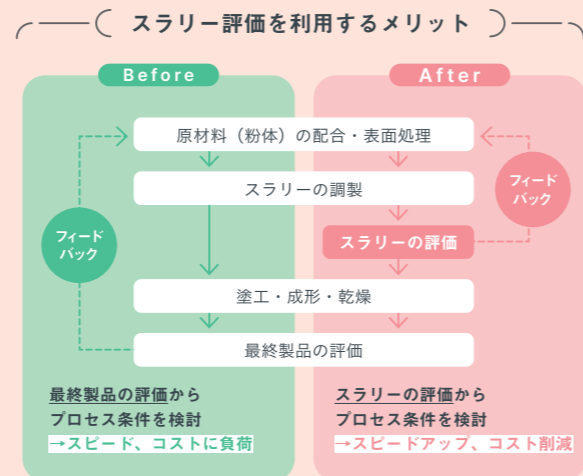 スラリー評価を利用するメリット
Before
After
原材料（粉体）の配合・表面処理
スラリーの調製
フィード
バック
フィード
バック
スラリーの評価
塗工・成形・乾燥
最終製品の評価
最終製品の評価から
プロセス条件を検討
→スピード、コストに負荷
スラリーの評価から
プロセス条件を検討
→スピードアップ、コスト削減